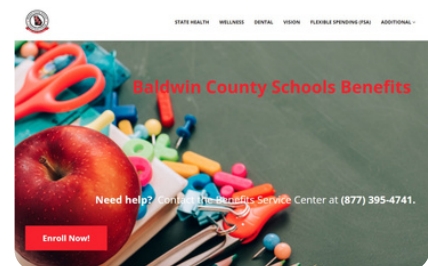 STATE HEALTH WELLNESS DENTAL VISION FLEXIBLE SPENDING (FSA) ADDITIONAL
Baldwin County Schools Benefits
Need help? Contact the Benefits Service Center at (877) 395-4741.
Enroll Now!